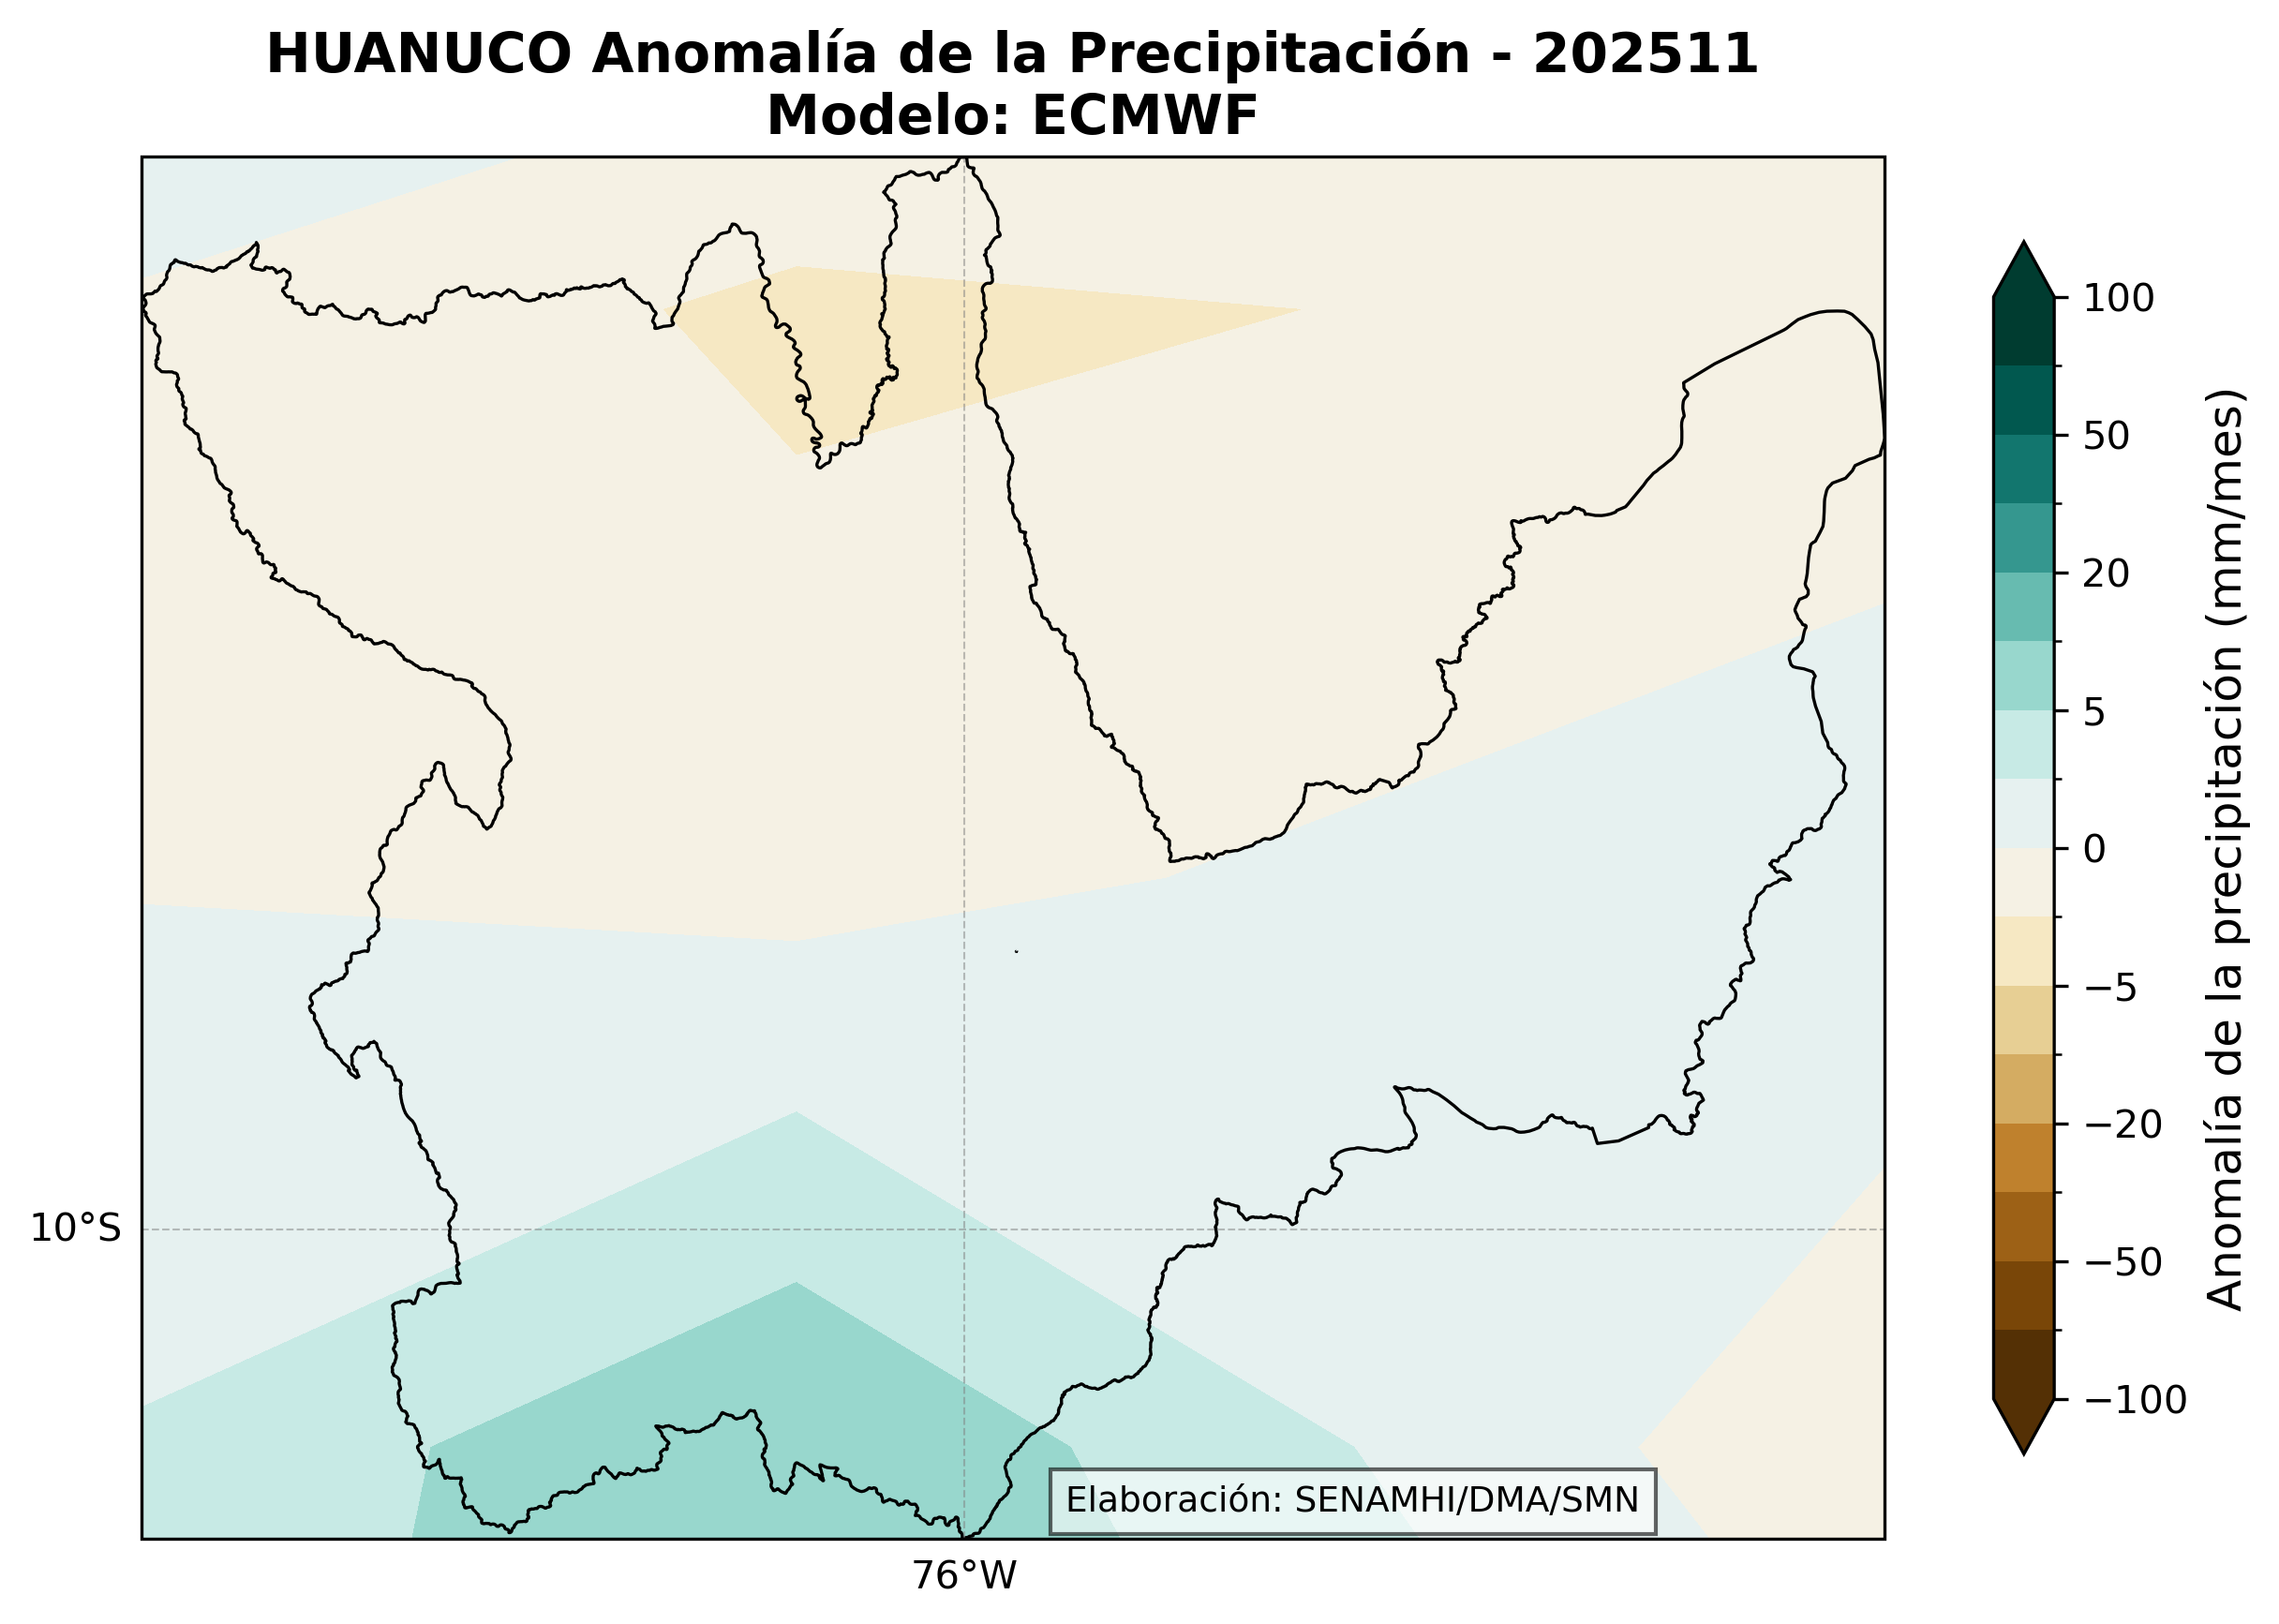 HUANUCO Anomalía de la Precipitación - 202511
Modelo: ECMWF
100
50
20
5
0
−5
−20
−50
−100
Anomalía de la precipitación (mm/mes)
10°S
76°W
Elaboración: SENAMHI/DMA/SMN